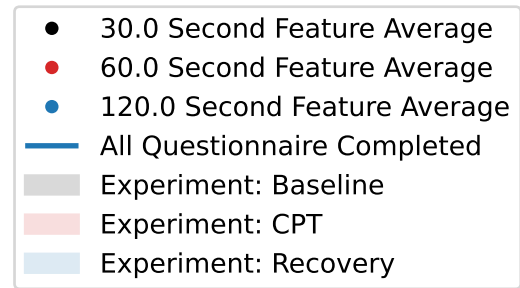 30.0 Second Feature Average
60.0 Second Feature Average
120.0 Second Feature Average
All Questionnaire Completed
Experiment: Baseline
Experiment: CPT
Experiment: Recovery